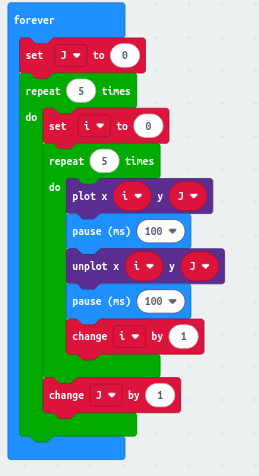 forever
set J to 0
repeat 5 times
do
set i to 0
repeat 5 times
do
plot x i y J
pause (ms) 100
unplot x i y J
pause (ms) 100
change i by 1
change J by 1